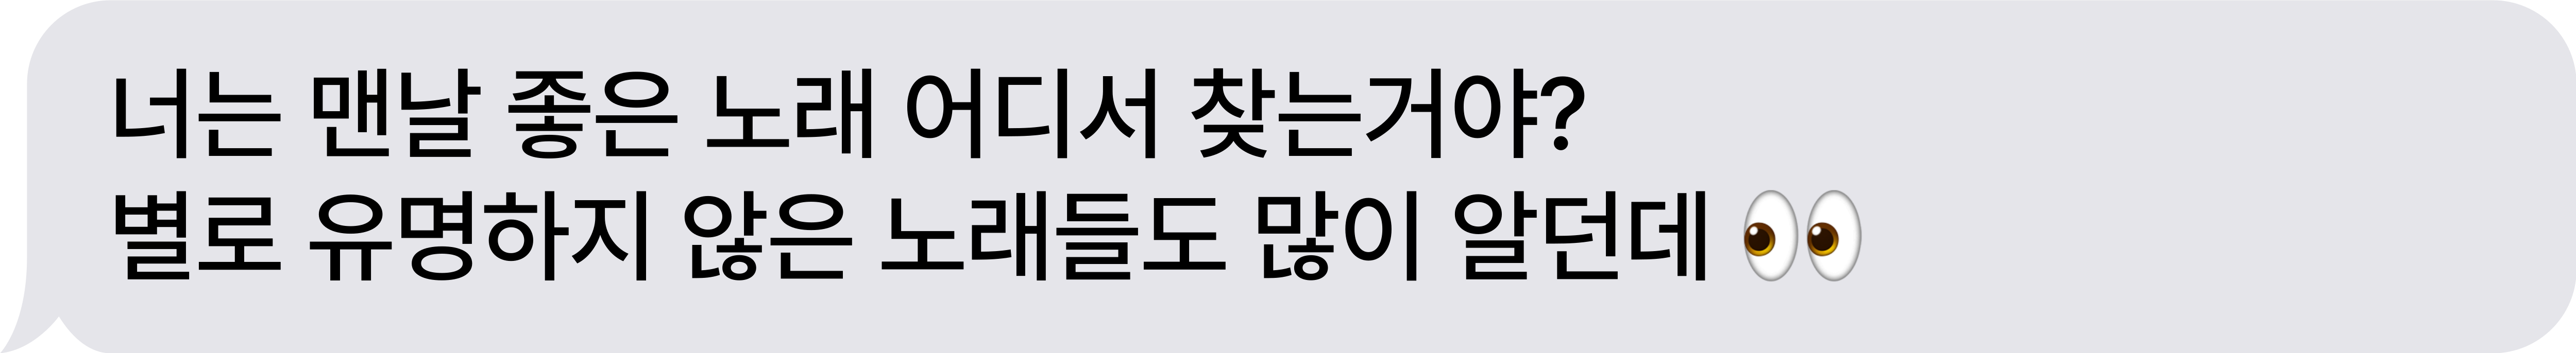 너는 맨날 좋은 노래 어디서 찾는거야?
별로 유명하지 않은 노래들도 많이 알던데 👀